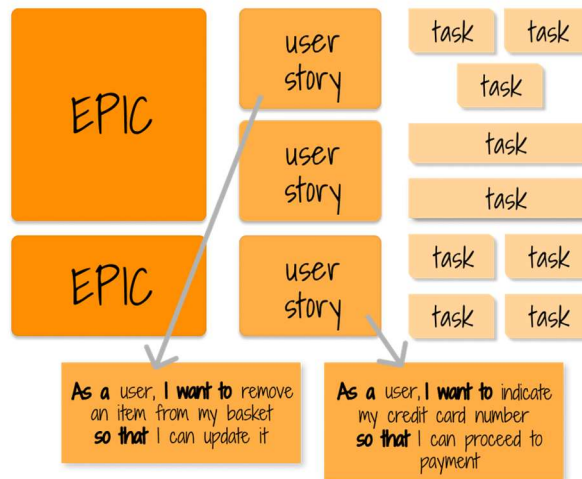 EPIC
user
story
task
task
task
user
story
task
task
EPIC
user
story
task
task
task
task
As a user, I want to remove
an item from my basket
so that I can update it
As a user, I want to indicate
my credit card number
so that I can proceed to
payment